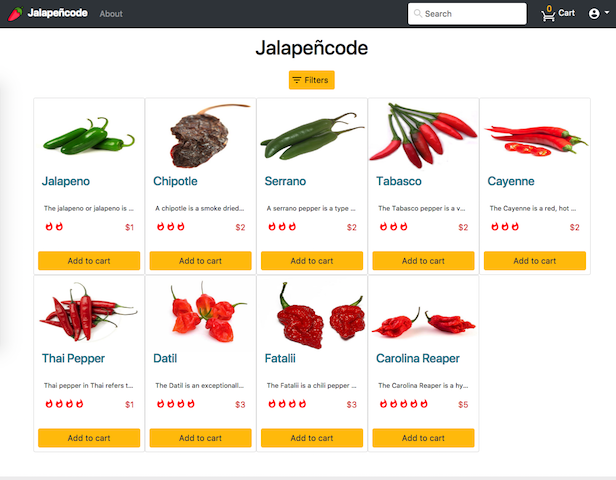 Jalapeñcode About Search 0 Cart
Jalapeñcode
Filters
Jalapeno Chipotle Serrano Tabasco Cayenne
The jalapeno or jalapeno is ... A chipotle is a smoke dried... A serrano pepper is a type ... The Tabasco pepper is a v... The Cayenne is a red, hot ...
$1 $2 $2 $2 $2
Add to cart Add to cart Add to cart Add to cart Add to cart
Thai Pepper Datil Fatalii Carolina Reaper
Thai pepper in Thai refers t... The Datil is an exceptionall... The Fatalii is a chili pepper ... The Carolina Reaper is a hy...
$1 $3 $3 $5
Add to cart Add to cart Add to cart Add to cart